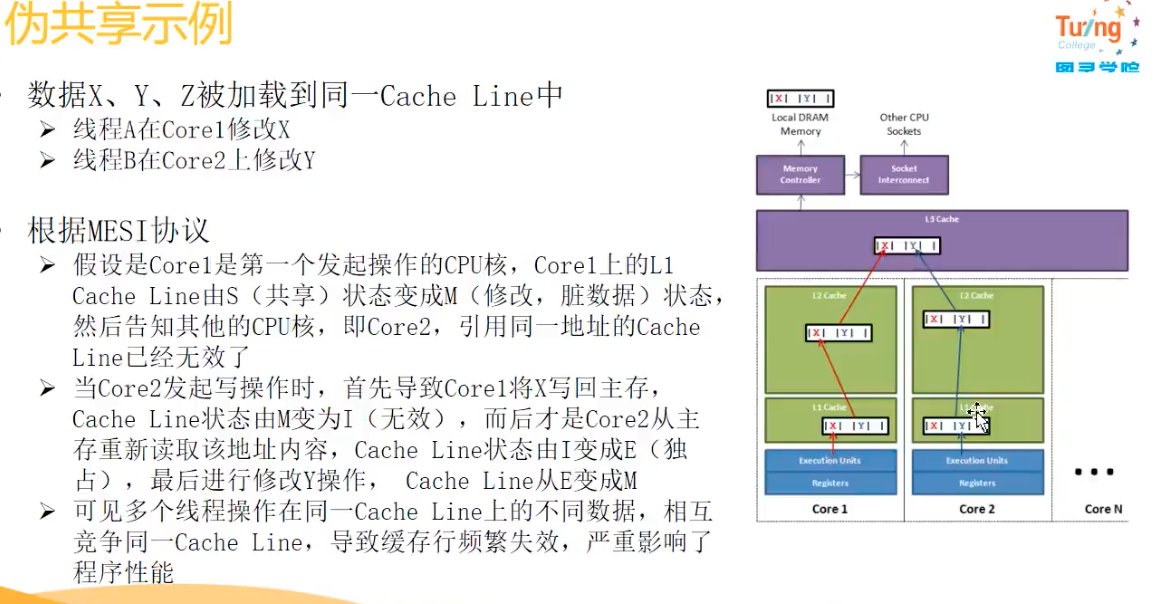 伪共享示例
Tu/ng
College
图灵学院
数据X、Y、Z被加载到同一Cache Line中
➢ 线程A在Core1修改X
➢ 线程B在Core2上修改Y
根据MESI协议
➢ 假设是Core1是第一个发起操作的CPU核，Core1上的L1
Cache Line由S（共享）状态变成M（修改，脏数据）状态，
然后告知其他的CPU核，即Core2，引用同一地址的Cache
Line已经无效了
➢ 当Core2发起写操作时，首先导致Core1将X写回主存，
Cache Line状态由M变为I（无效），而后才是Core2从主
存重新读取该地址内容，Cache Line状态由I变成E（独
占），最后进行修改Y操作， Cache Line从E变成M
➢ 可见多个线程操作在同一Cache Line上的不同数据，相互
竞争同一Cache Line，导致缓存行频繁失效，严重影响了
程序性能
|X| |Y| |
Local DRAM
Memory
Other CPU
Sockets
Memory
Controller
Socket
Interconnect
L3 Cache
|X| |Y| |
L2 Cache
L2 Cache
|X| |Y| |
|X| |Y| |
L1 Cache
|X| |Y| |
|X| |Y|
Execution Units
Execution Units
Registers
Registers
...
Core 1
Core 2
Core N